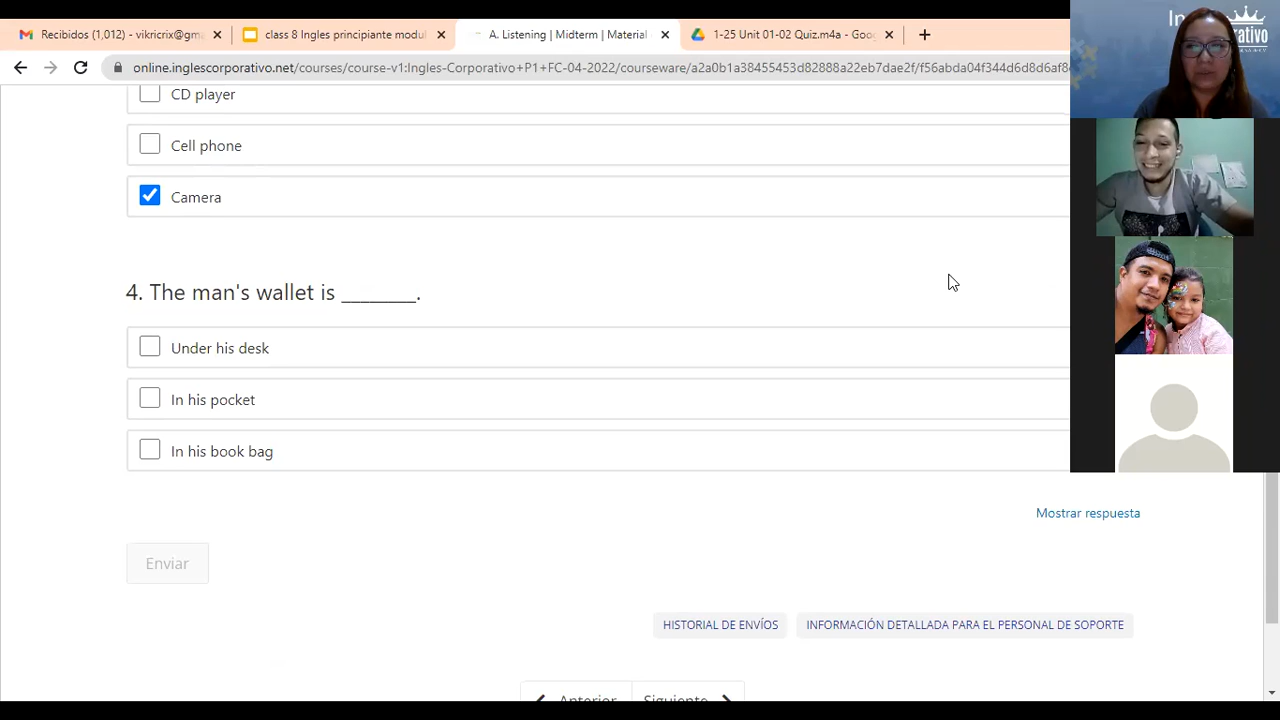 Recibidos (1,012) - vikricrix@gm
class 8 Ingles principiante modul
A. Listening | Midterm | Material
1-25 Unit 01-02 Quiz.m4a - Goo
online.inglescorporativo.net/courses/course-v1:Ingles-Corporativo+P1+FC-04-2022/courseware/a2a0b1a38455453d82888a22eb7dae2f/f56abda04f344d6d8d6af8
CD player
Cell phone
Camera
4. The man's wallet is ________.
Under his desk
In his pocket
In his book bag
Mostrar respuesta
Enviar
HISTORIAL DE ENVÍOS
INFORMACIÓN DETALLADA PARA EL PERSONAL DE SOPORTE
Anterior
Siguiente